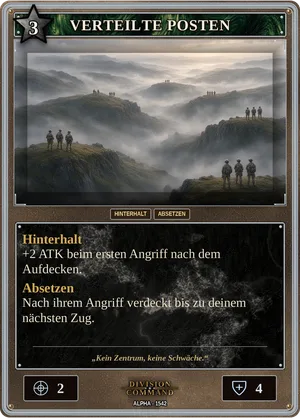 3
VERTEILTE POSTEN
HINTERHALT
ABSETZEN
Hinterhalt
+2 ATK beim ersten Angriff nach dem
Aufdecken.
Absetzen
Nach ihrem Angriff verdeckt bis zu deinem
nächsten Zug.
„Kein Zentrum, keine Schwäche.“
2
DIVISION
COMMAND
ALPHA - 1542
4